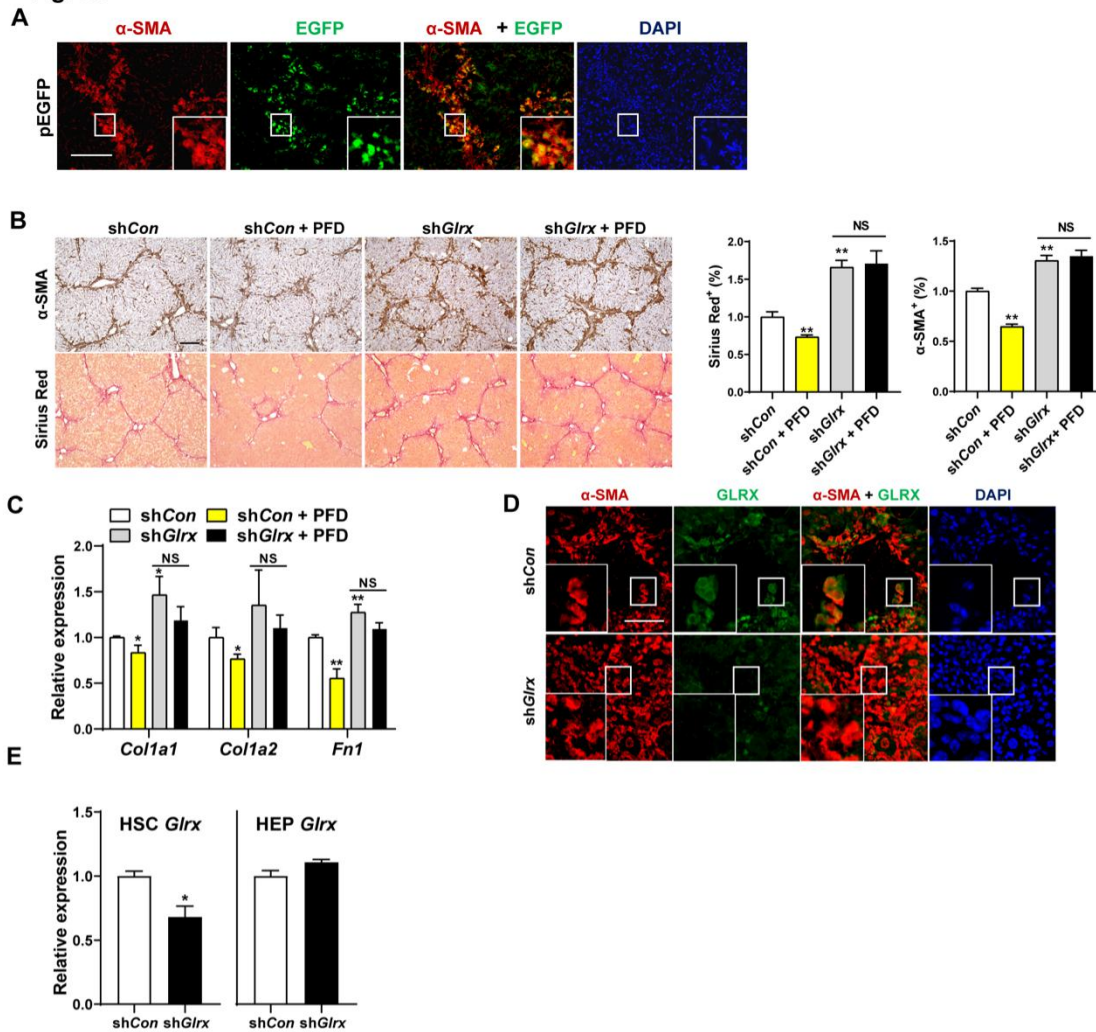 A
α-SMA EGFP α-SMA + EGFP DAPI
pEGFP
B
shCon shCon + PFD shGlrx shGlrx + PFD
α-SMA
Sirius Red
Sirius Red⁺ (%)
2.0
1.5
1.0
0.5
0.0
** ** NS
shCon
shCon + PFD
shGlrx
shGlrx + PFD
α-SMA⁺ (%)
1.5
1.0
0.5
0.0
** ** NS
shCon
shCon + PFD
shGlrx
shGlrx+ PFD
C
shCon shCon + PFD
shGlrx shGlrx + PFD
Relative expression
2.0
1.5
1.0
0.5
0.0
* * NS
* NS
** ** NS
Col1a1 Col1a2 Fn1
D
α-SMA GLRX α-SMA + GLRX DAPI
shCon
shGlrx
E
Relative expression
1.5
1.0
0.5
0.0
HSC Glrx HEP Glrx
*
shCon shGlrx shCon shGlrx